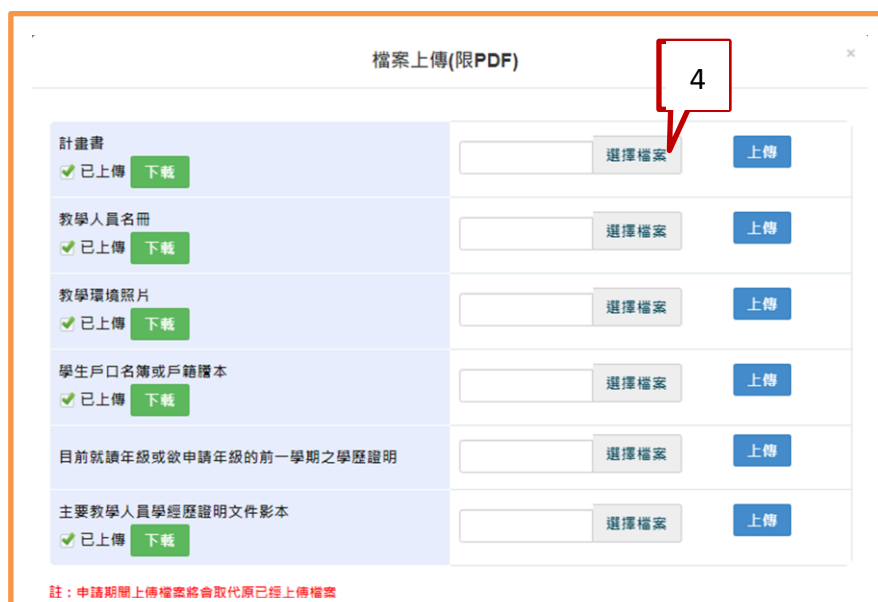 檔案上傳(限PDF)
×
4
計畫書
已上傳 下載
選擇檔案 上傳
教學人員名冊
已上傳 下載
選擇檔案 上傳
教學環境照片
已上傳 下載
選擇檔案 上傳
學生戶口名簿或戶籍謄本
已上傳 下載
選擇檔案 上傳
目前就讀年級或欲申請年級的前一學期之學歷證明
選擇檔案 上傳
主要教學人員學經歷證明文件影本
已上傳 下載
選擇檔案 上傳
註：申請期間上傳檔案將會取代原已經上傳檔案